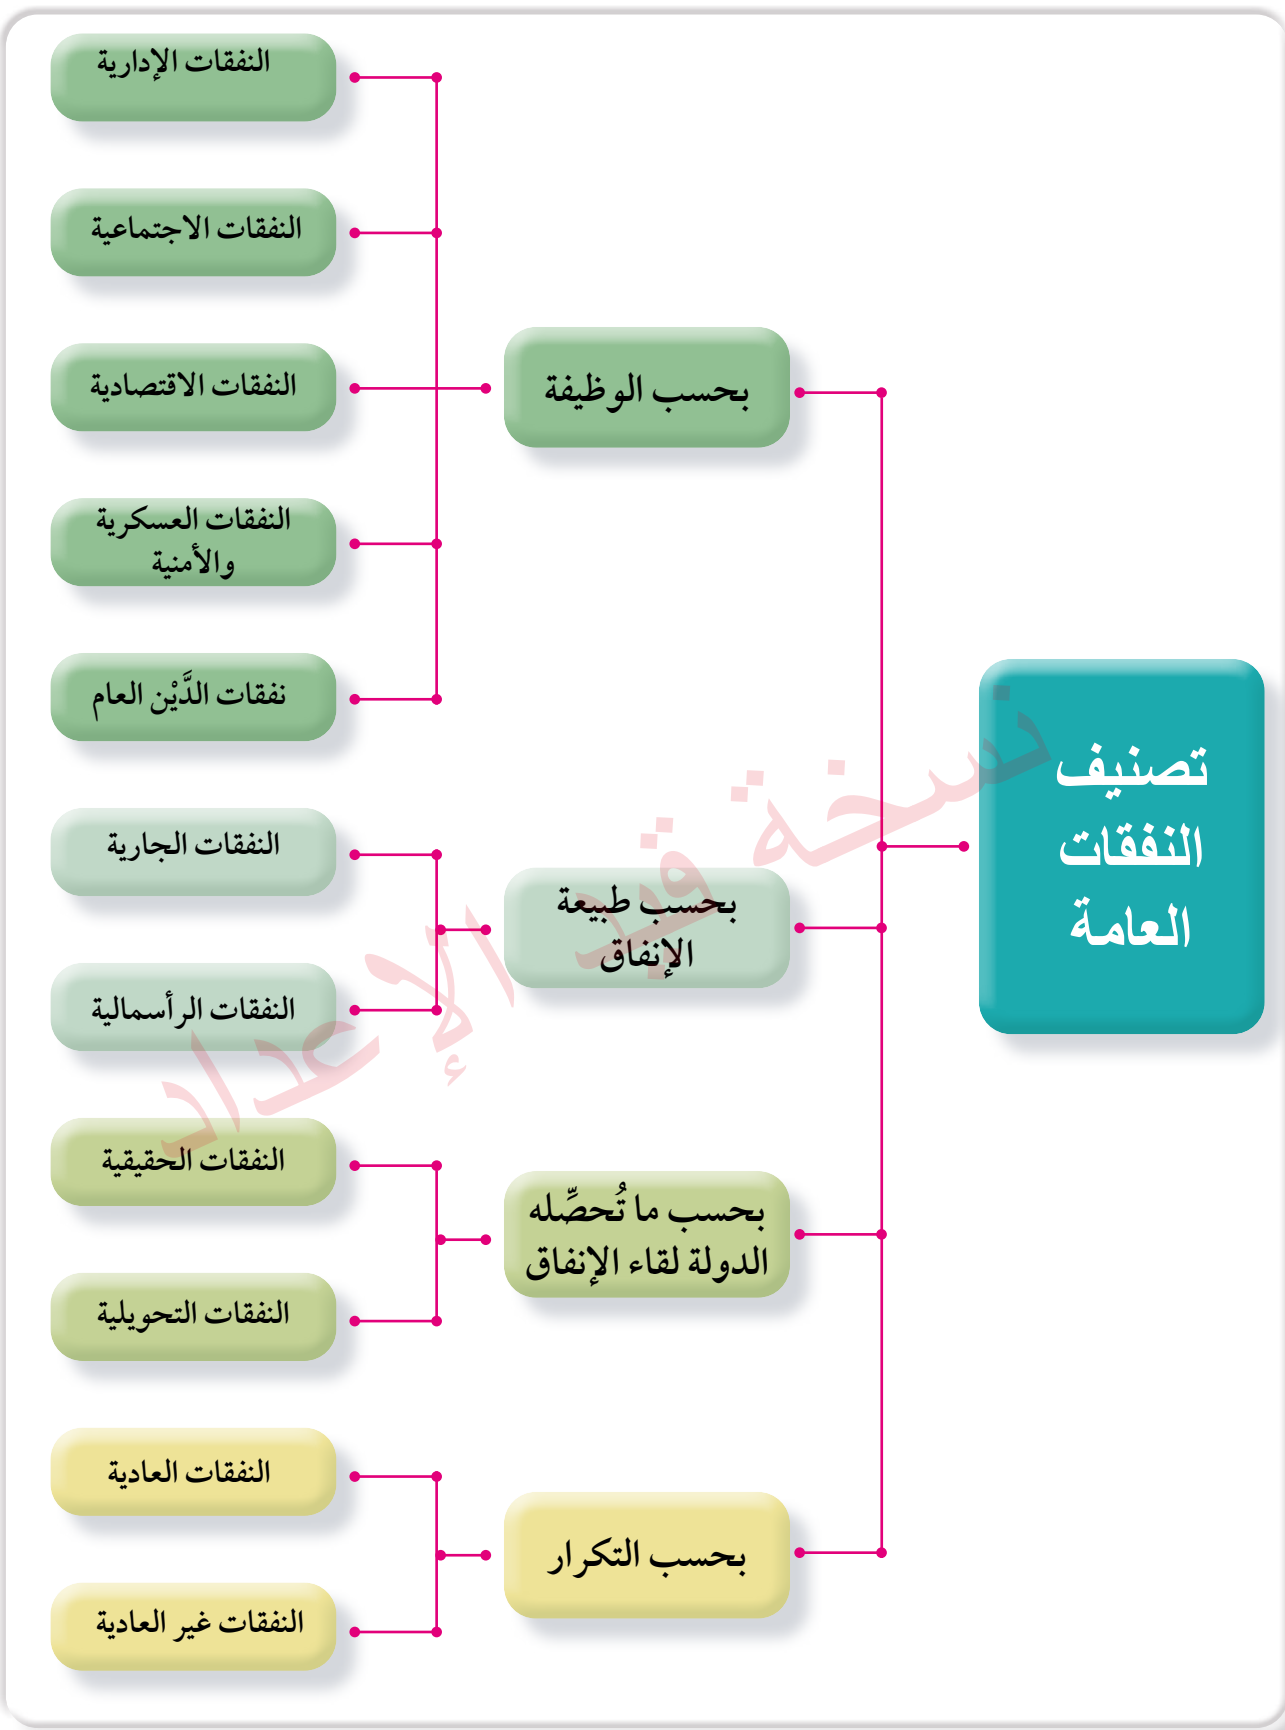 تصنيف
النفقات
العامة
بحسب الوظيفة
النفقات الإدارية
النفقات الاجتماعية
النفقات الاقتصادية
النفقات العسكرية
والأمنية
نفقات الدَّيْن العام
بحسب طبيعة
الإنفاق
النفقات الجارية
النفقات الرأسمالية
بحسب ما تُحصِّله
الدولة لقاء الإنفاق
النفقات الحقيقية
النفقات التحويلية
بحسب التكرار
النفقات العادية
النفقات غير العادية
نسخة قيد الإعداد